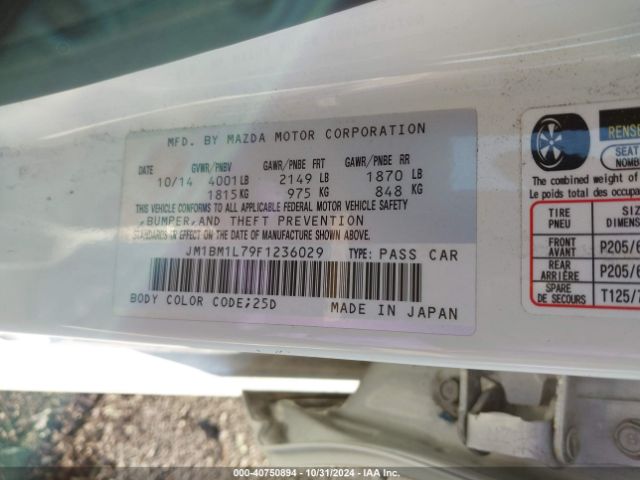 MFD. BY MAZDA MOTOR CORPORATION
DATE GVWR/PNBV GAWR/PNBE FRT GAWR/PNBE RR
10/14 4001LB 2149 LB 1870 LB
1815KG 975 KG 848 KG
THIS VEHICLE CONFORMS TO ALL APPLICABLE FEDERAL MOTOR VEHICLE SAFETY
,BUMPER,AND THEFT PREVENTION
STANDARDS IN EFFECT ON THE DATE OF MANUFACTURE SHOWN ABOVE.
JM1BM1L79F1236029 TYPE: PASS CAR
BODY COLOR CODE;25D MADE IN JAPAN
SEAT
NOMB
The combined weight of
Le poids total des occupa
TIRE SIZ
PNEU DIMENS
FRONT
AVANT P205/6
REAR
ARRIÈRE P205/
SPARE
DE SECOURS T125/7
000-40750894 - 10/31/2024 - IAA Inc.